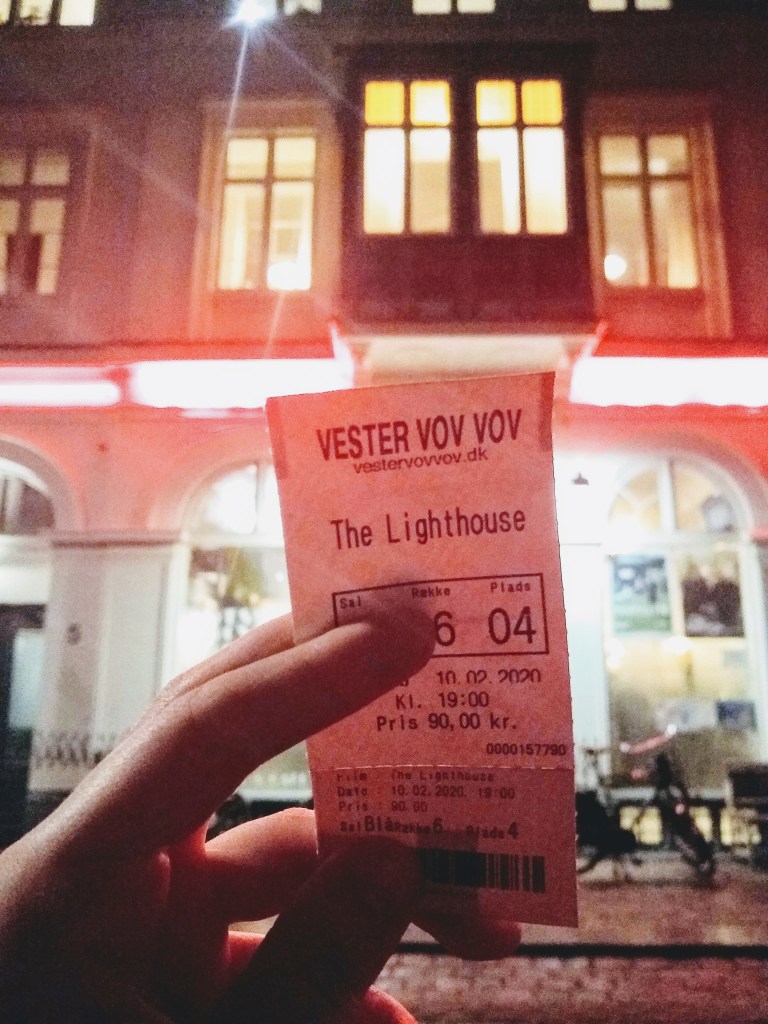 VESTER VOV VOV
vestervovvov.dk
The Lighthouse
Sal Række Plads
6 04
10.02.2020
Kl. 19:00
Pris 90,00 kr.
0000157790
Film : The Lighthouse
Date : 10.02.2020. 19:00
Pris : 90.00
Sal Blå Række 6. Plads 4